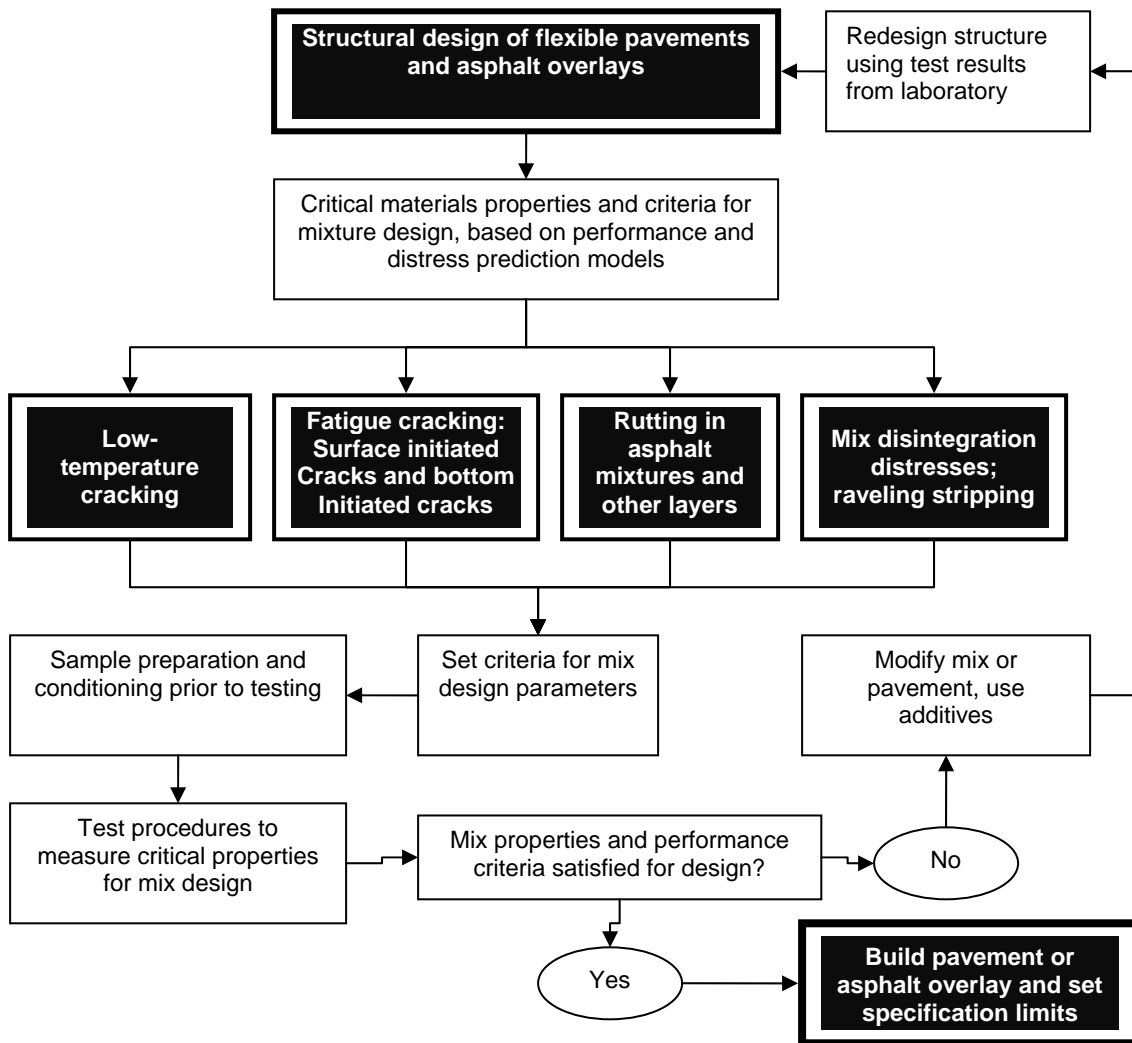 Structural design of flexible pavements
and asphalt overlays
Redesign structure
using test results
from laboratory
Critical materials properties and criteria for
mixture design, based on performance and
distress prediction models
Low-
temperature
cracking
Fatigue cracking:
Surface initiated
Cracks and bottom
Initiated cracks
Rutting in
asphalt
mixtures and
other layers
Mix disintegration
distresses;
raveling stripping
Sample preparation and
conditioning prior to testing
Set criteria for mix
design parameters
Modify mix or
pavement, use
additives
Test procedures to
measure critical properties
for mix design
Mix properties and performance
criteria satisfied for design?
No
Yes
Build pavement or
asphalt overlay and set
specification limits